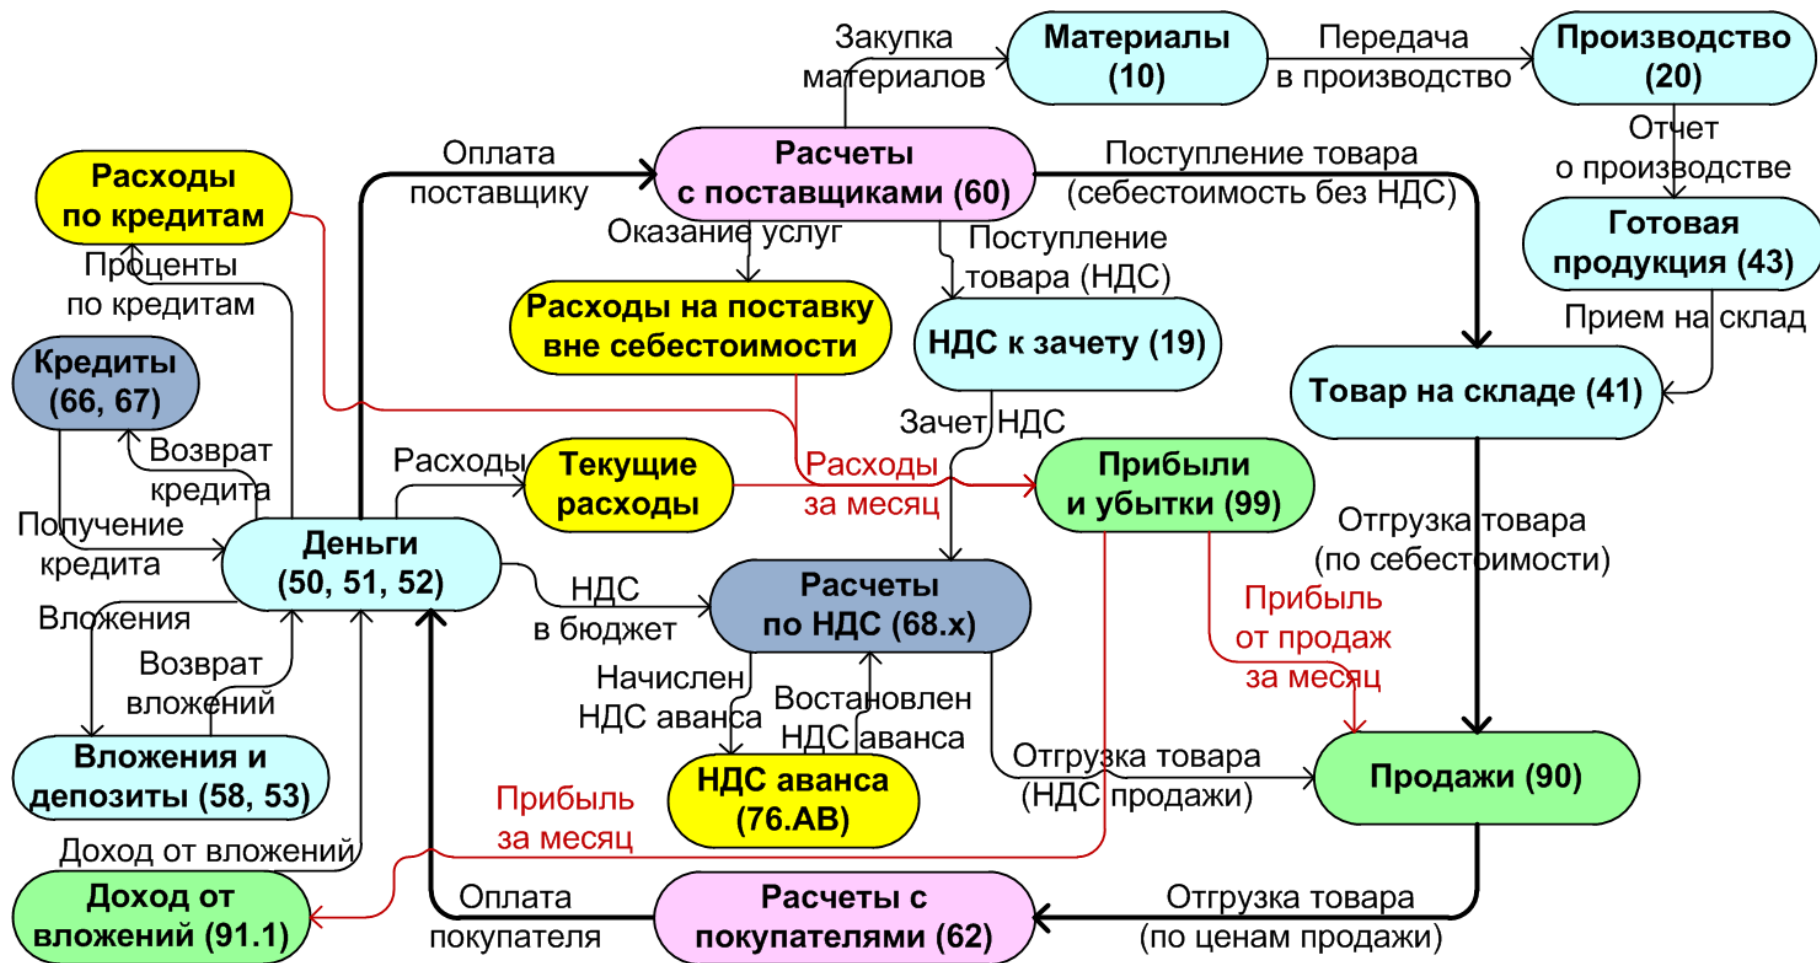 Закупка
материалов
Материалы
(10)
Передача
в производство
Производство
(20)
Оплата
поставщику
Расчеты
с поставщиками (60)
Поступление товара
(себестоимость без НДС)
Отчет
о производстве
Расходы
по кредитам
Оказание услуг
Поступление
товара (НДС)
Готовая
продукция (43)
Проценты
по кредитам
Расходы на поставку
вне себестоимости
НДС к зачету (19)
Прием на склад
Кредиты
(66, 67)
Товар на складе (41)
Зачет НДС
Возврат
кредита
Расходы
Текущие
расходы
Расходы
за месяц
Прибыли
и убытки (99)
Получение
кредита
Деньги
(50, 51, 52)
Отгрузка товара
(по себестоимости)
НДС
в бюджет
Расчеты
по НДС (68.x)
Прибыль
от продаж
за месяц
Вложения
Возврат
вложений
Начислен
НДС аванса
Востановлен
НДС аванса
Вложения и
депозиты (58, 53)
НДС аванса
(76.АВ)
Отгрузка товара
(НДС продажи)
Продажи (90)
Прибыль
за месяц
Доход от вложений
Доход от
вложений (91.1)
Оплата
покупателя
Расчеты с
покупателями (62)
Отгрузка товара
(по ценам продажи)